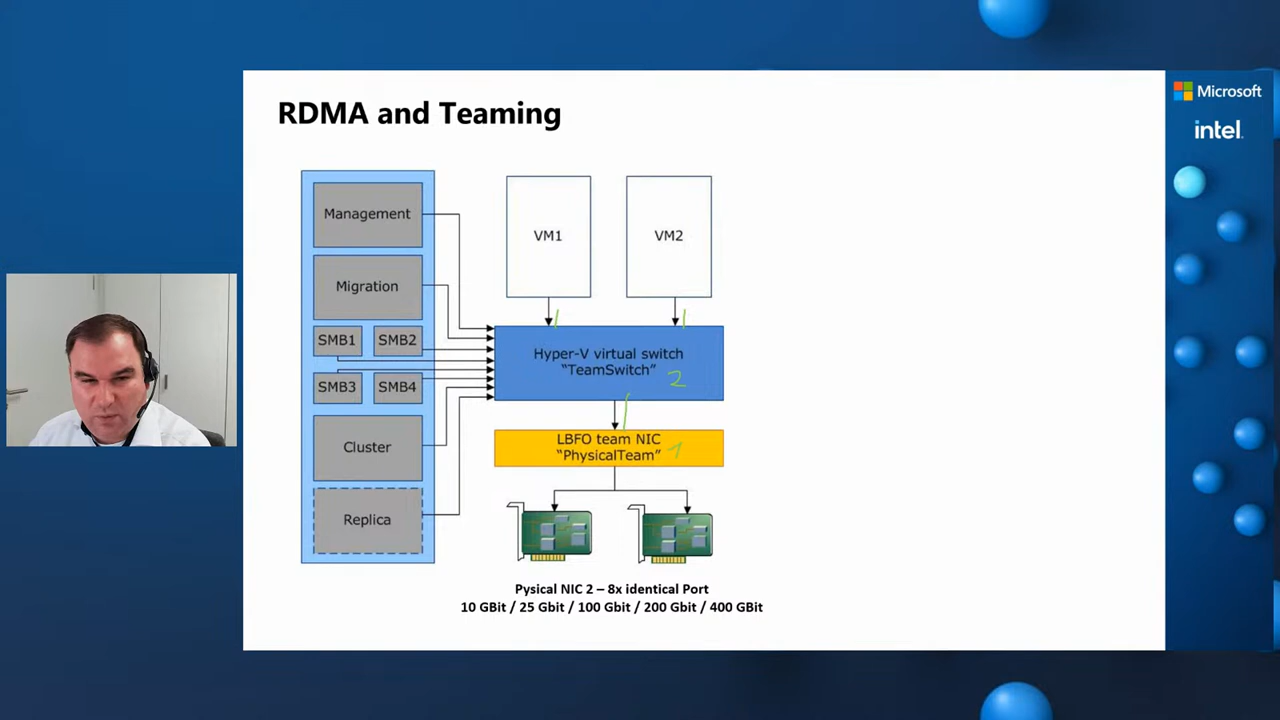 Microsoft
intel.
RDMA and Teaming
Management
Migration
SMB1
SMB2
SMB3
SMB4
Cluster
Replica
VM1
VM2
Hyper-V virtual switch
“TeamSwitch”
2
LBFO team NIC
“PhysicalTeam”
1
Pysical NIC 2 – 8x identical Port
10 GBit / 25 Gbit / 100 Gbit / 200 Gbit / 400 GBit